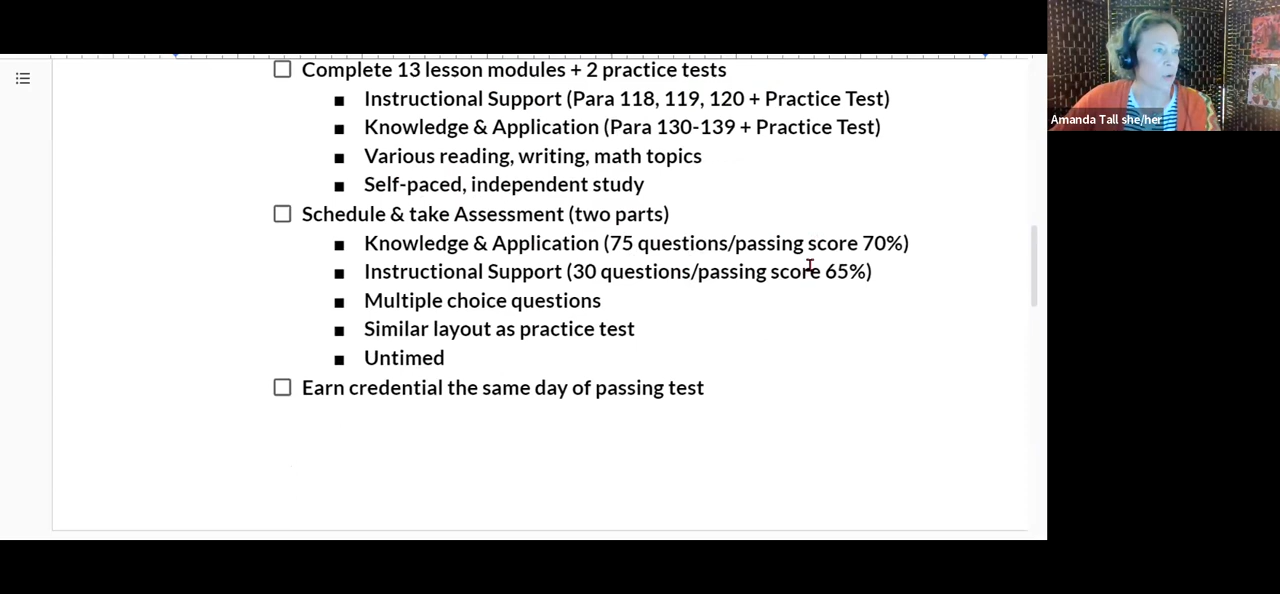 Complete 13 lesson modules + 2 practice tests
Instructional Support (Para 118, 119, 120 + Practice Test)
Knowledge & Application (Para 130-139 + Practice Test)
Various reading, writing, math topics
Self-paced, independent study
Schedule & take Assessment (two parts)
Knowledge & Application (75 questions/passing score 70%)
Instructional Support (30 questions/passing score 65%)
Multiple choice questions
Similar layout as practice test
Untimed
Earn credential the same day of passing test
Amanda Tall she/her